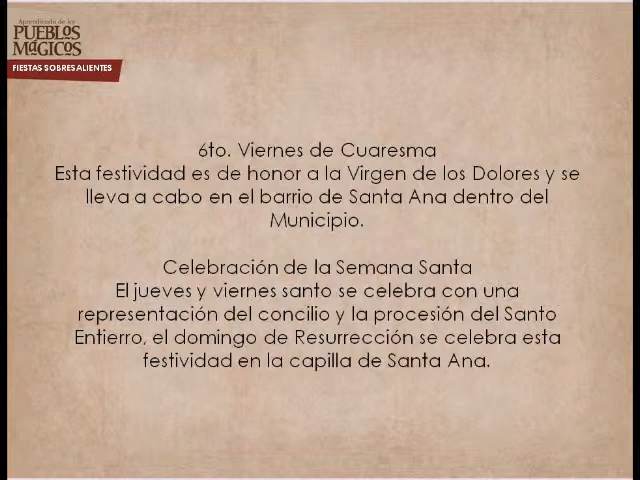 Aprendiendo de los
PUEBLOS
MÁGICOS
FIESTAS SOBRESALIENTES
6to. Viernes de Cuaresma
Esta festividad es de honor a la Virgen de los Dolores y se
lleva a cabo en el barrio de Santa Ana dentro del
Municipio.
Celebración de la Semana Santa
El jueves y viernes santo se celebra con una
representación del concilio y la procesión del Santo
Entierro, el domingo de Resurrección se celebra esta
festividad en la capilla de Santa Ana.